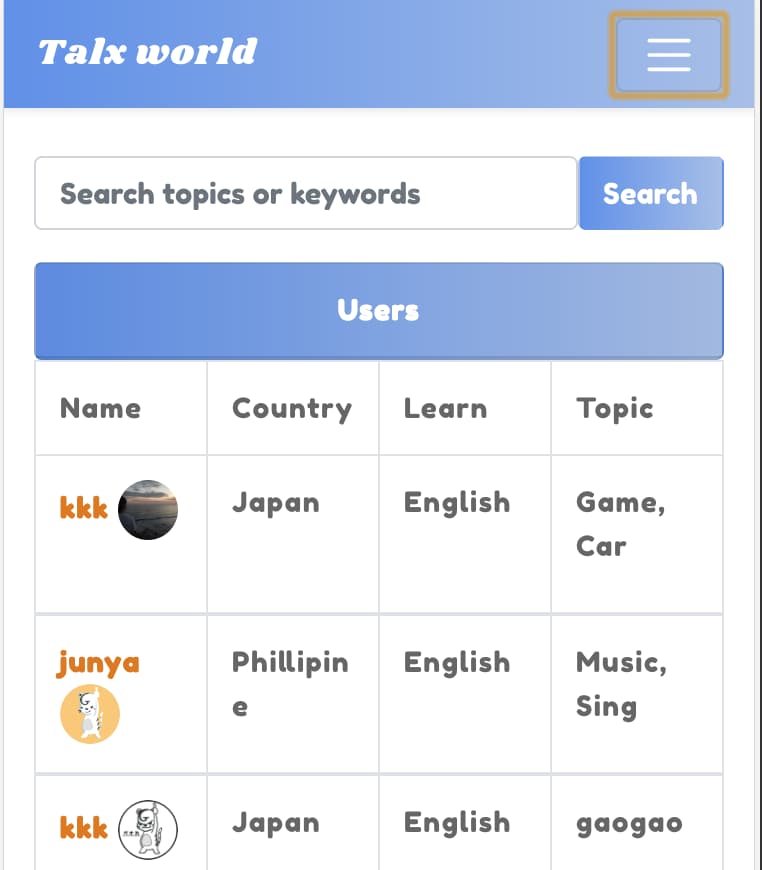 Talx world
Search topics or keywords
Search
Users
Name Country Learn Topic
kkk Japan English Game,
Car
junya Phillipin English Music,
e Sing
kkk Japan English gaogao